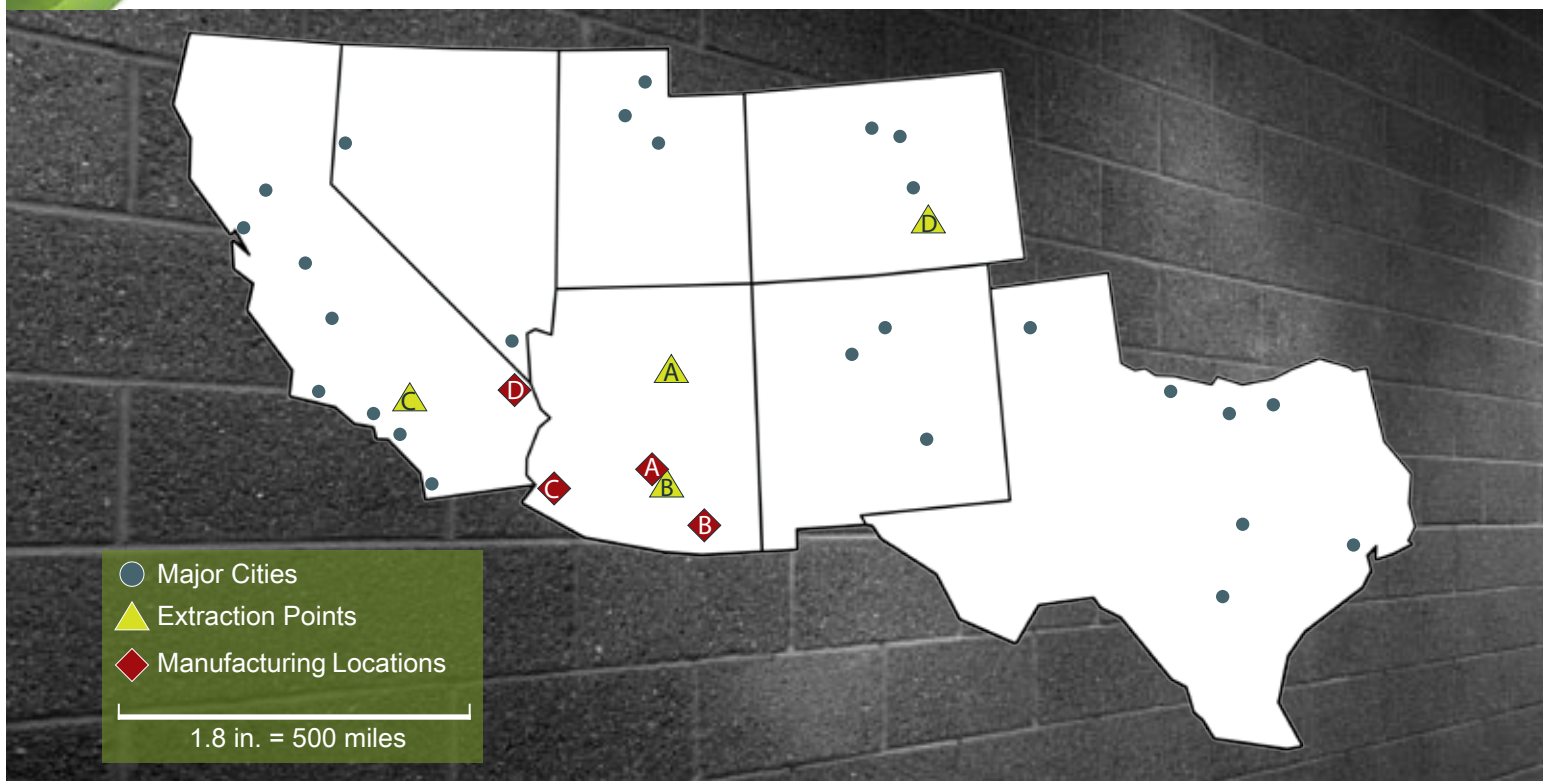 D
A
C
D
A
B
C
B
Major Cities
Extraction Points
Manufacturing Locations
1.8 in. = 500 miles